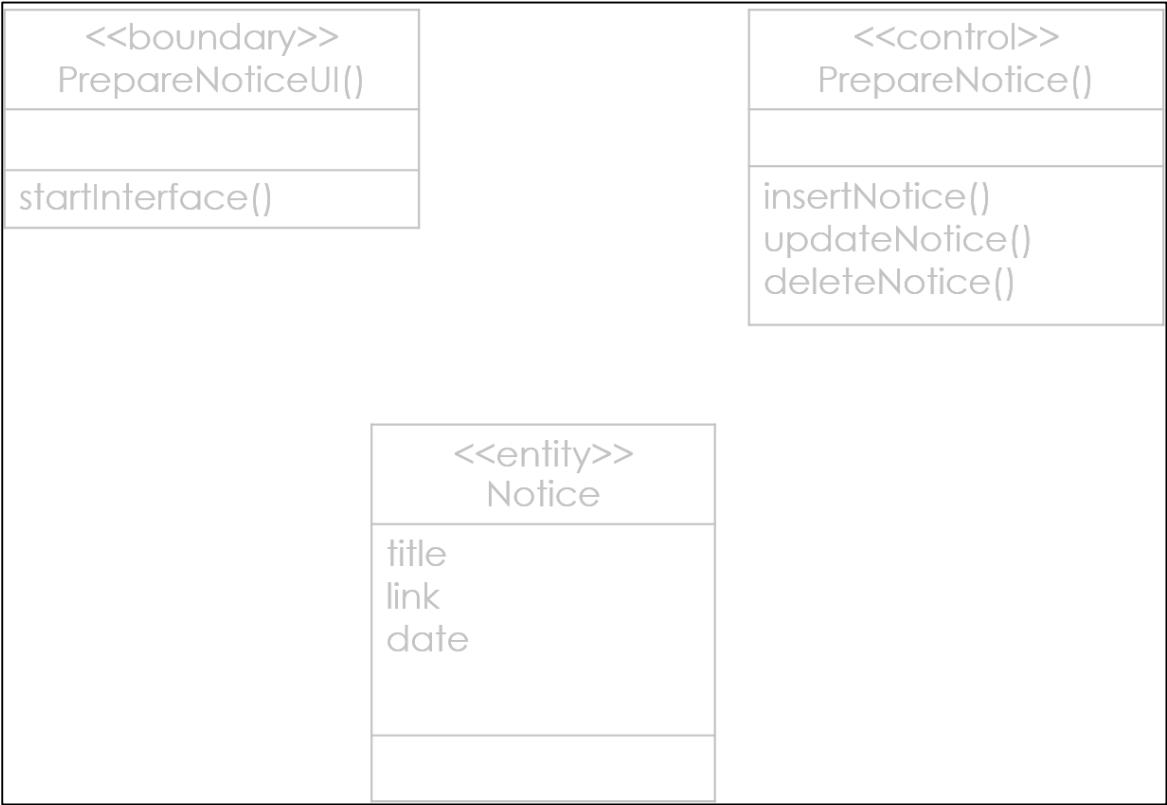 <<boundary>>
PrepareNoticeUI()
startInterface()
<<control>>
PrepareNotice()
insertNotice()
updateNotice()
deleteNotice()
<<entity>>
Notice
title
link
date